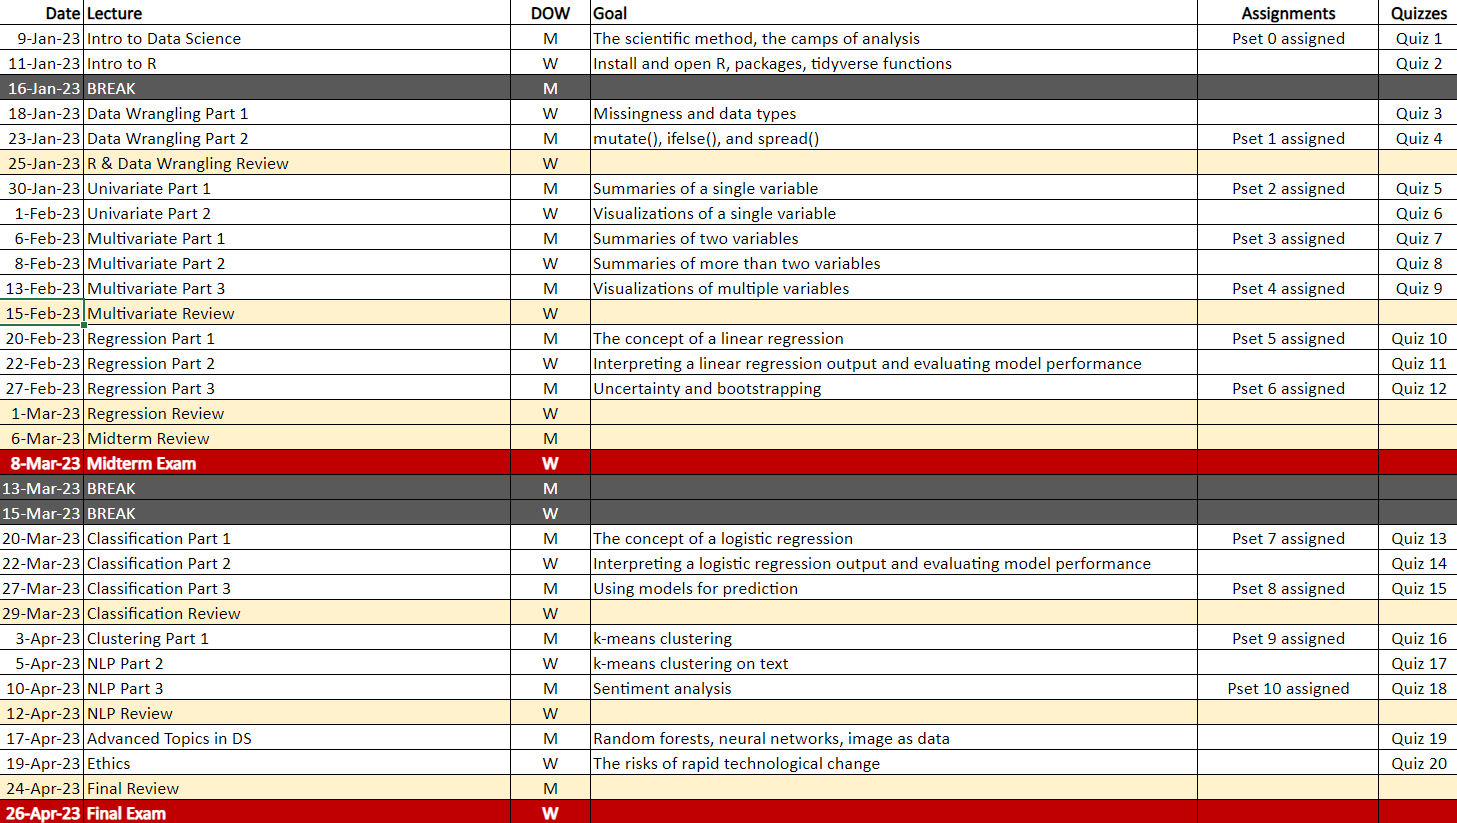 Date Lecture DOW Goal Assignments Quizzes
9-Jan-23 Intro to Data Science M The scientific method, the camps of analysis Pset 0 assigned Quiz 1
11-Jan-23 Intro to R W Install and open R, packages, tidyverse functions Quiz 2
16-Jan-23 BREAK M
18-Jan-23 Data Wrangling Part 1 W Missingness and data types Quiz 3
23-Jan-23 Data Wrangling Part 2 M mutate(), ifelse(), and spread() Pset 1 assigned Quiz 4
25-Jan-23 R & Data Wrangling Review W
30-Jan-23 Univariate Part 1 M Summaries of a single variable Pset 2 assigned Quiz 5
1-Feb-23 Univariate Part 2 W Visualizations of a single variable Quiz 6
6-Feb-23 Multivariate Part 1 M Summaries of two variables Pset 3 assigned Quiz 7
8-Feb-23 Multivariate Part 2 W Summaries of more than two variables Quiz 8
13-Feb-23 Multivariate Part 3 M Visualizations of multiple variables Pset 4 assigned Quiz 9
15-Feb-23 Multivariate Review W
20-Feb-23 Regression Part 1 M The concept of a linear regression Pset 5 assigned Quiz 10
22-Feb-23 Regression Part 2 W Interpreting a linear regression output and evaluating model performance Quiz 11
27-Feb-23 Regression Part 3 M Uncertainty and bootstrapping Pset 6 assigned Quiz 12
1-Mar-23 Regression Review W
6-Mar-23 Midterm Review M
8-Mar-23 Midterm Exam W
13-Mar-23 BREAK M
15-Mar-23 BREAK W
20-Mar-23 Classification Part 1 M The concept of a logistic regression Pset 7 assigned Quiz 13
22-Mar-23 Classification Part 2 W Interpreting a logistic regression output and evaluating model performance Quiz 14
27-Mar-23 Classification Part 3 M Using models for prediction Pset 8 assigned Quiz 15
29-Mar-23 Classification Review W
3-Apr-23 Clustering Part 1 M k-means clustering Pset 9 assigned Quiz 16
5-Apr-23 NLP Part 2 W k-means clustering on text Quiz 17
10-Apr-23 NLP Part 3 M Sentiment analysis Pset 10 assigned Quiz 18
12-Apr-23 NLP Review W
17-Apr-23 Advanced Topics in DS M Random forests, neural networks, image as data Quiz 19
19-Apr-23 Ethics W The risks of rapid technological change Quiz 20
24-Apr-23 Final Review M
26-Apr-23 Final Exam W